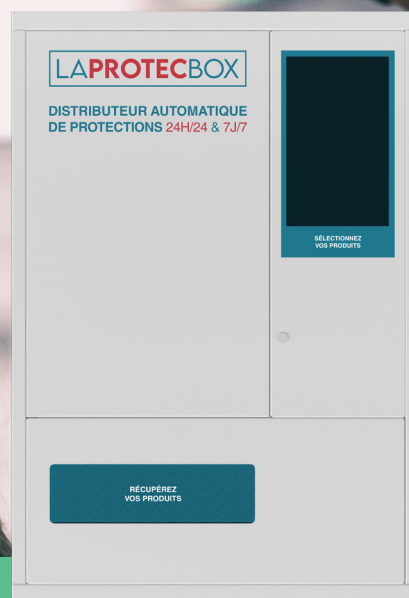 LAPROTECBOX
DISTRIBUTEUR AUTOMATIQUE
DE PROTECTIONS 24H/24 & 7J/7
SÉLECTIONNEZ
VOS PRODUITS
RÉCUPÉREZ
VOS PRODUITS